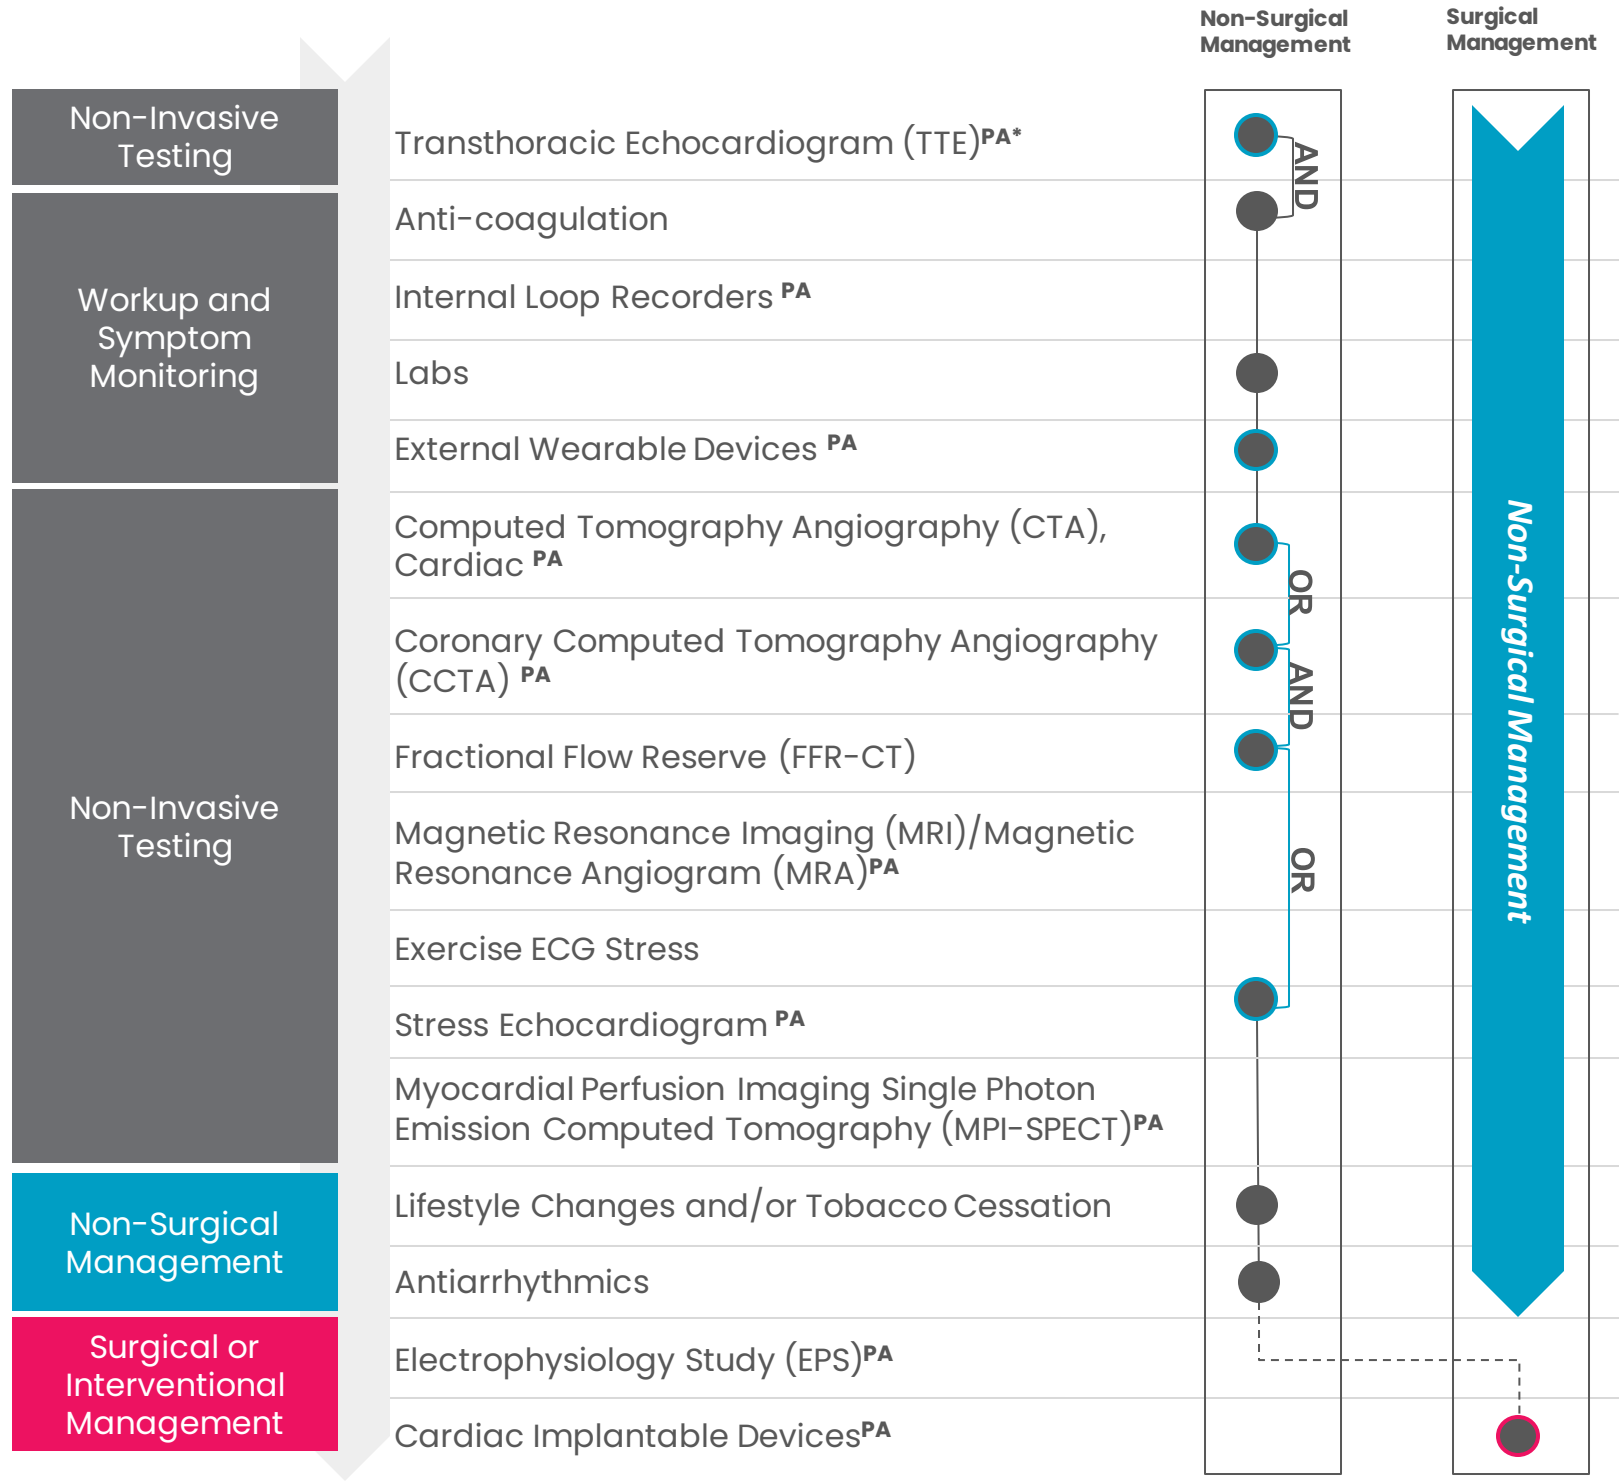 Non-Surgical
Management
Surgical
Management
Non-Invasive
Testing
Transthoracic Echocardiogram (TTE)PA*
AND
Workup and
Symptom
Monitoring
Anti-coagulation
Internal Loop Recorders PA
Labs
External Wearable Devices PA
Non-Invasive
Testing
Computed Tomography Angiography (CTA),
Cardiac PA
OR
Coronary Computed Tomography Angiography
(CCTA) PA
AND
Fractional Flow Reserve (FFR-CT)
Magnetic Resonance Imaging (MRI)/Magnetic
Resonance Angiogram (MRA)PA
OR
Exercise ECG Stress
Stress Echocardiogram PA
Myocardial Perfusion Imaging Single Photon
Emission Computed Tomography (MPI-SPECT)PA
Non-Surgical Management
Non-Surgical
Management
Lifestyle Changes and/or Tobacco Cessation
Antiarrhythmics
Surgical or
Interventional
Management
Electrophysiology Study (EPS)PA
Cardiac Implantable DevicesPA